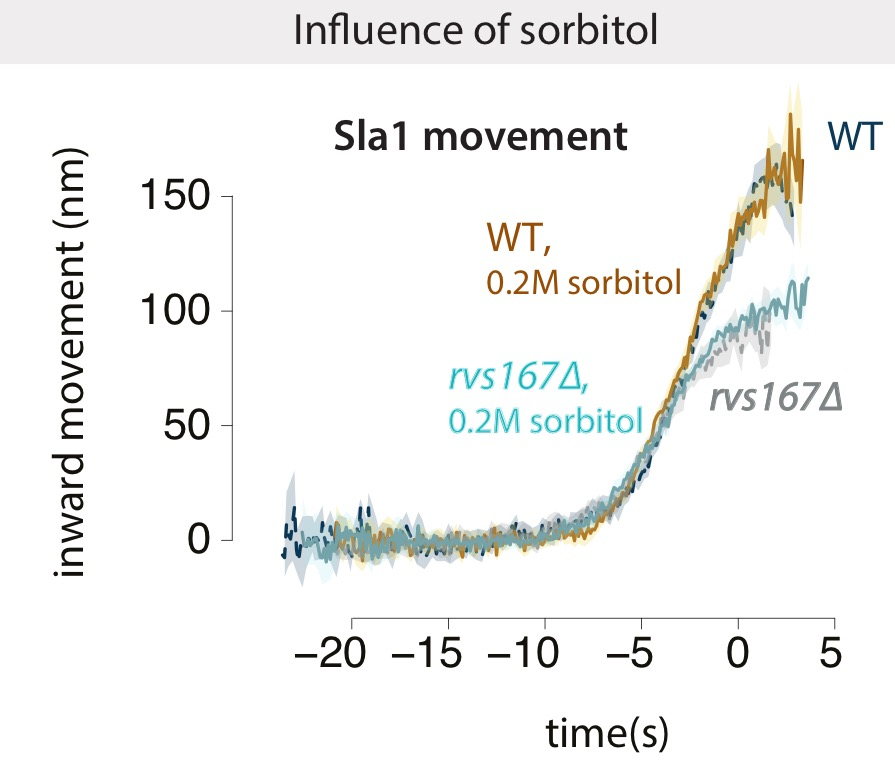 Influence of sorbitol
Sla1 movement
WT
inward movement (nm)
150
100
50
0
WT,
0.2M sorbitol
rvs167Δ,
0.2M sorbitol
rvs167Δ
−20 −15 −10 −5 0 5
time(s)